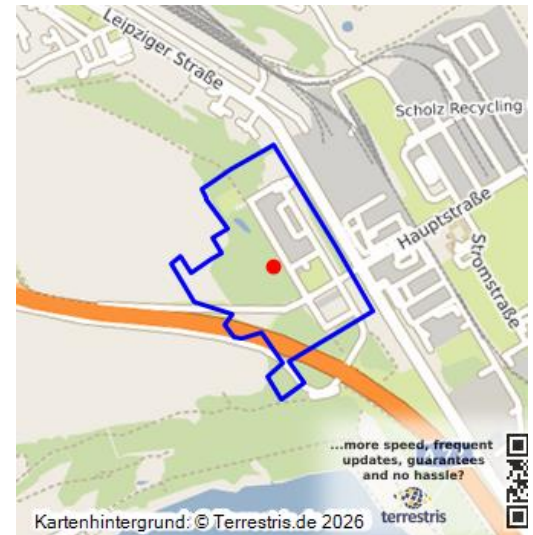 Leipziger Straße
Scholz Recycling
Hauptstraße
Stromstraße
...more speed, frequent
updates, guarantees
and no hassle?
terrestris
Kartenhintergrund: © Terrestris.de 2026